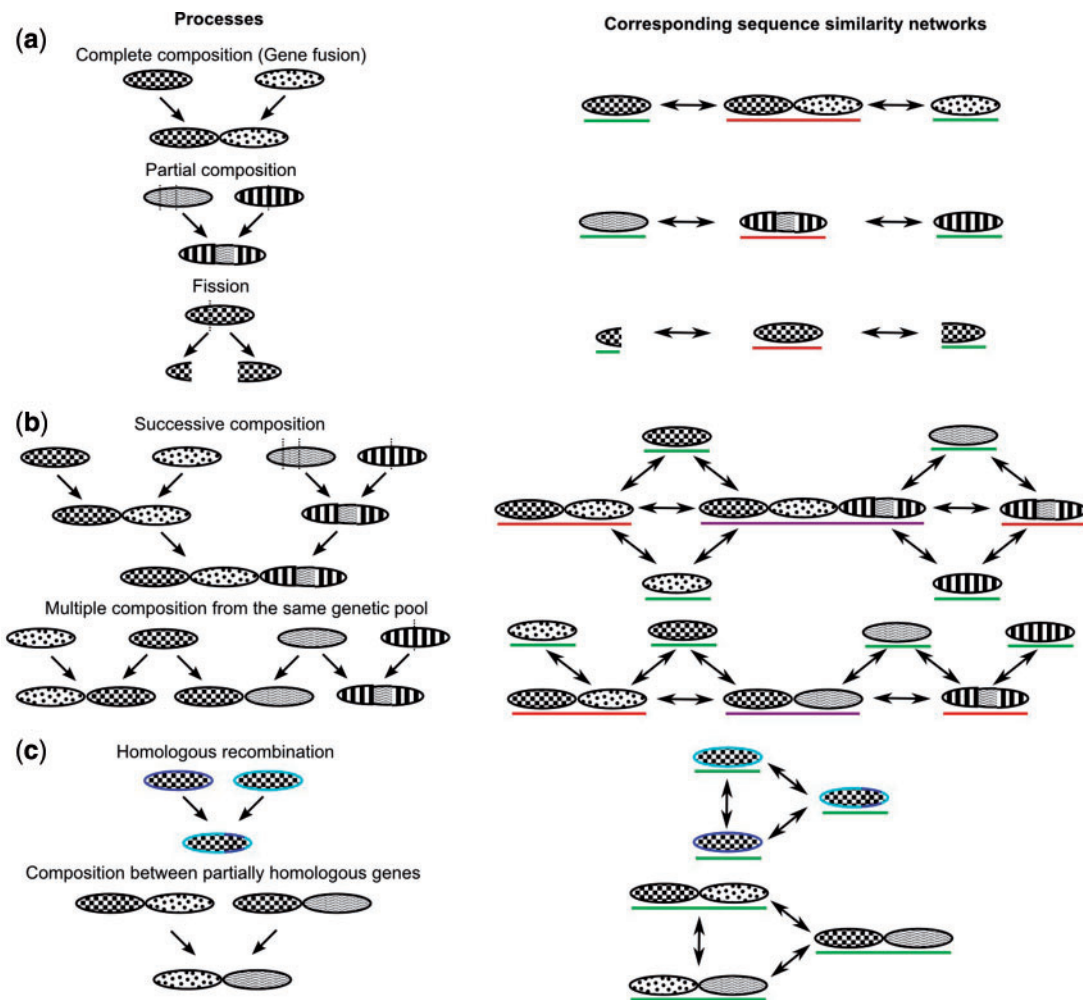 Processes
Corresponding sequence similarity networks
(a)
Complete composition (Gene fusion)
Partial composition
Fission
(b)
Successive composition
Multiple composition from the same genetic pool
(c)
Homologous recombination
Composition between partially homologous genes